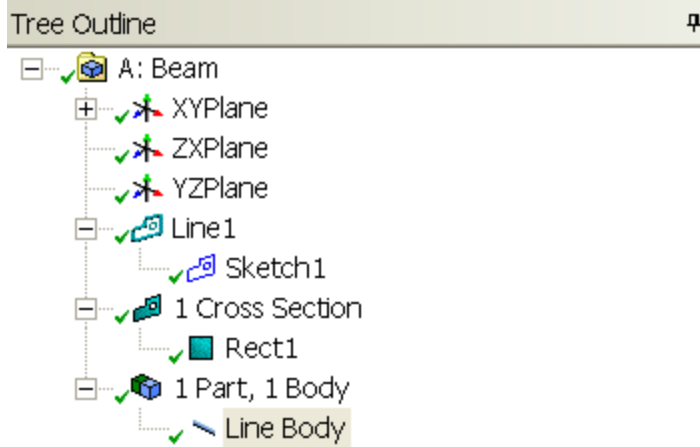 Tree Outline
A: Beam
XYPlane
ZXPlane
YZPlane
Line1
Sketch1
1 Cross Section
Rect1
1 Part, 1 Body
Line Body